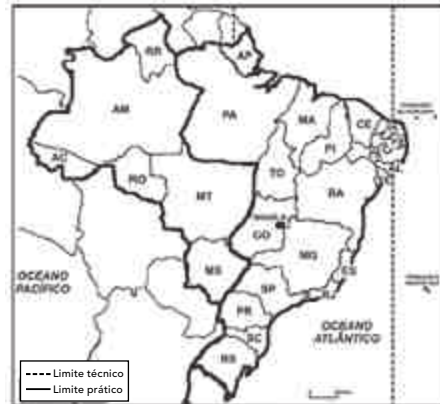 RR
AP
AM
PA
MA
CE
PI
AC
RO
TO
MT
BA
GO
MG
MS
ES
SP
PR
SC
RS
OCEANO
PACÍFICO
OCEANO
ATLÂNTICO
Limite técnico
Limite prático